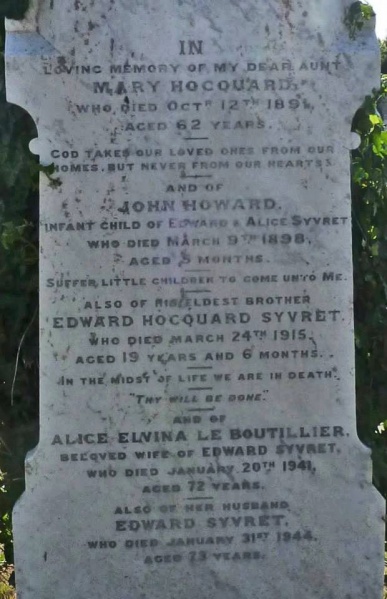 IN
LOVING MEMORY OF MY DEAR AUNT
MARY HOCQUARD,
WHO DIED OCTR 12TH 1891,
AGED 62 YEARS.
GOD TAKES OUR LOVED ONES FROM OUR
HOMES, BUT NEVER FROM OUR HEARTS.
AND OF
JOHN HOWARD,
INFANT CHILD OF EDWARD & ALICE SYVRET
WHO DIED MARCH 9TH 1898,
AGED MONTHS.
SUFFER LITTLE CHILDREN TO COME UNTO ME.
ALSO OF HIS ELDEST BROTHER
EDWARD HOCQUARD SYVRET.
WHO DIED MARCH 24TH 1915,
AGED 19 YEARS AND 6 MONTHS.
"IN THE MIDST OF LIFE WE ARE IN DEATH."
"THY WILL BE DONE."
AND OF
ALICE ELVINA LE BOUTILLIER.
BELOVED WIFE OF EDWARD SYVRET,
WHO DIED JANUARY 20TH 1941,
AGED 72 YEARS.
ALSO OF HER HUSBAND
EDWARD SYVRET,
WHO DIED JANUARY 31ST 1944,
AGED 73 YEARS.